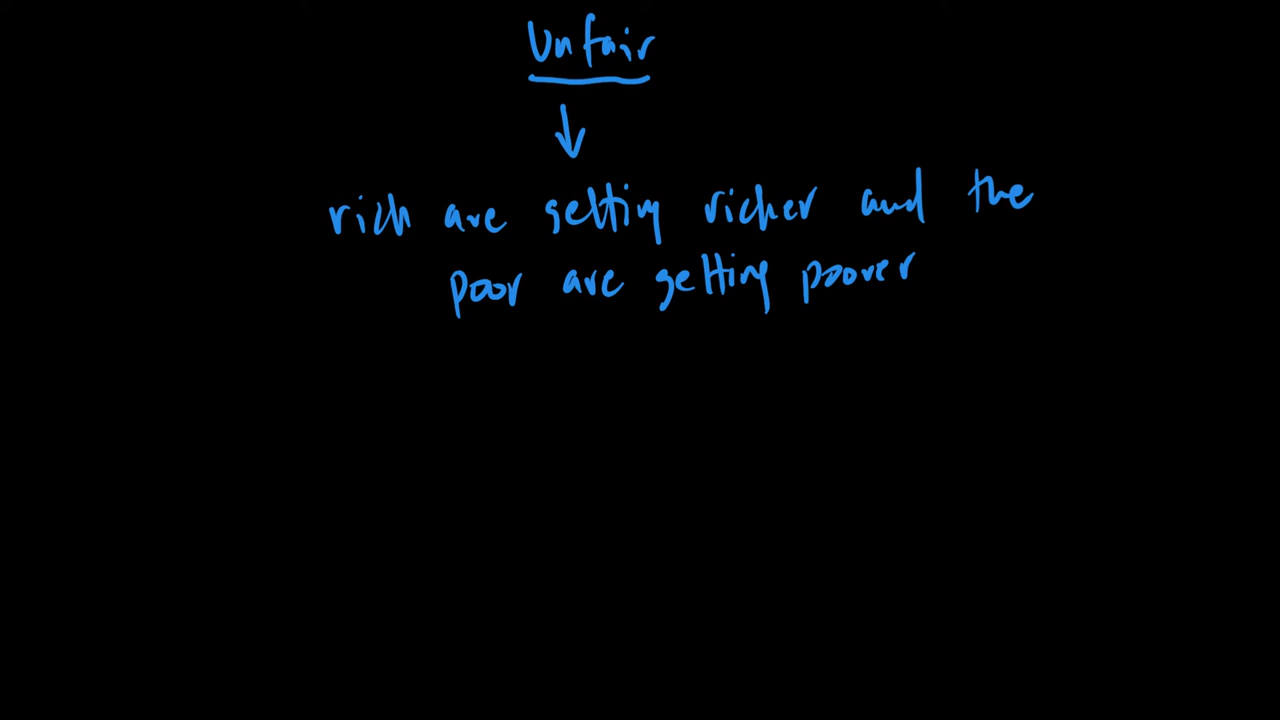 Unfair
rich are getting richer and the
poor are getting poorer